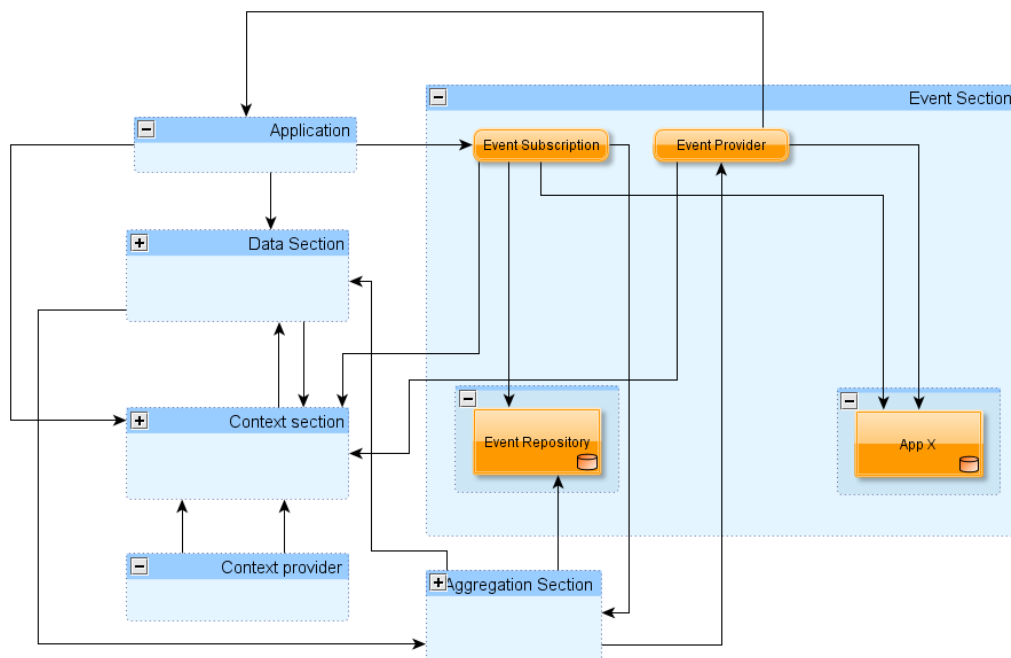 Event Section
Application
Event Subscription
Event Provider
Data Section
Context section
Event Repository
App X
Context provider
Aggregation Section